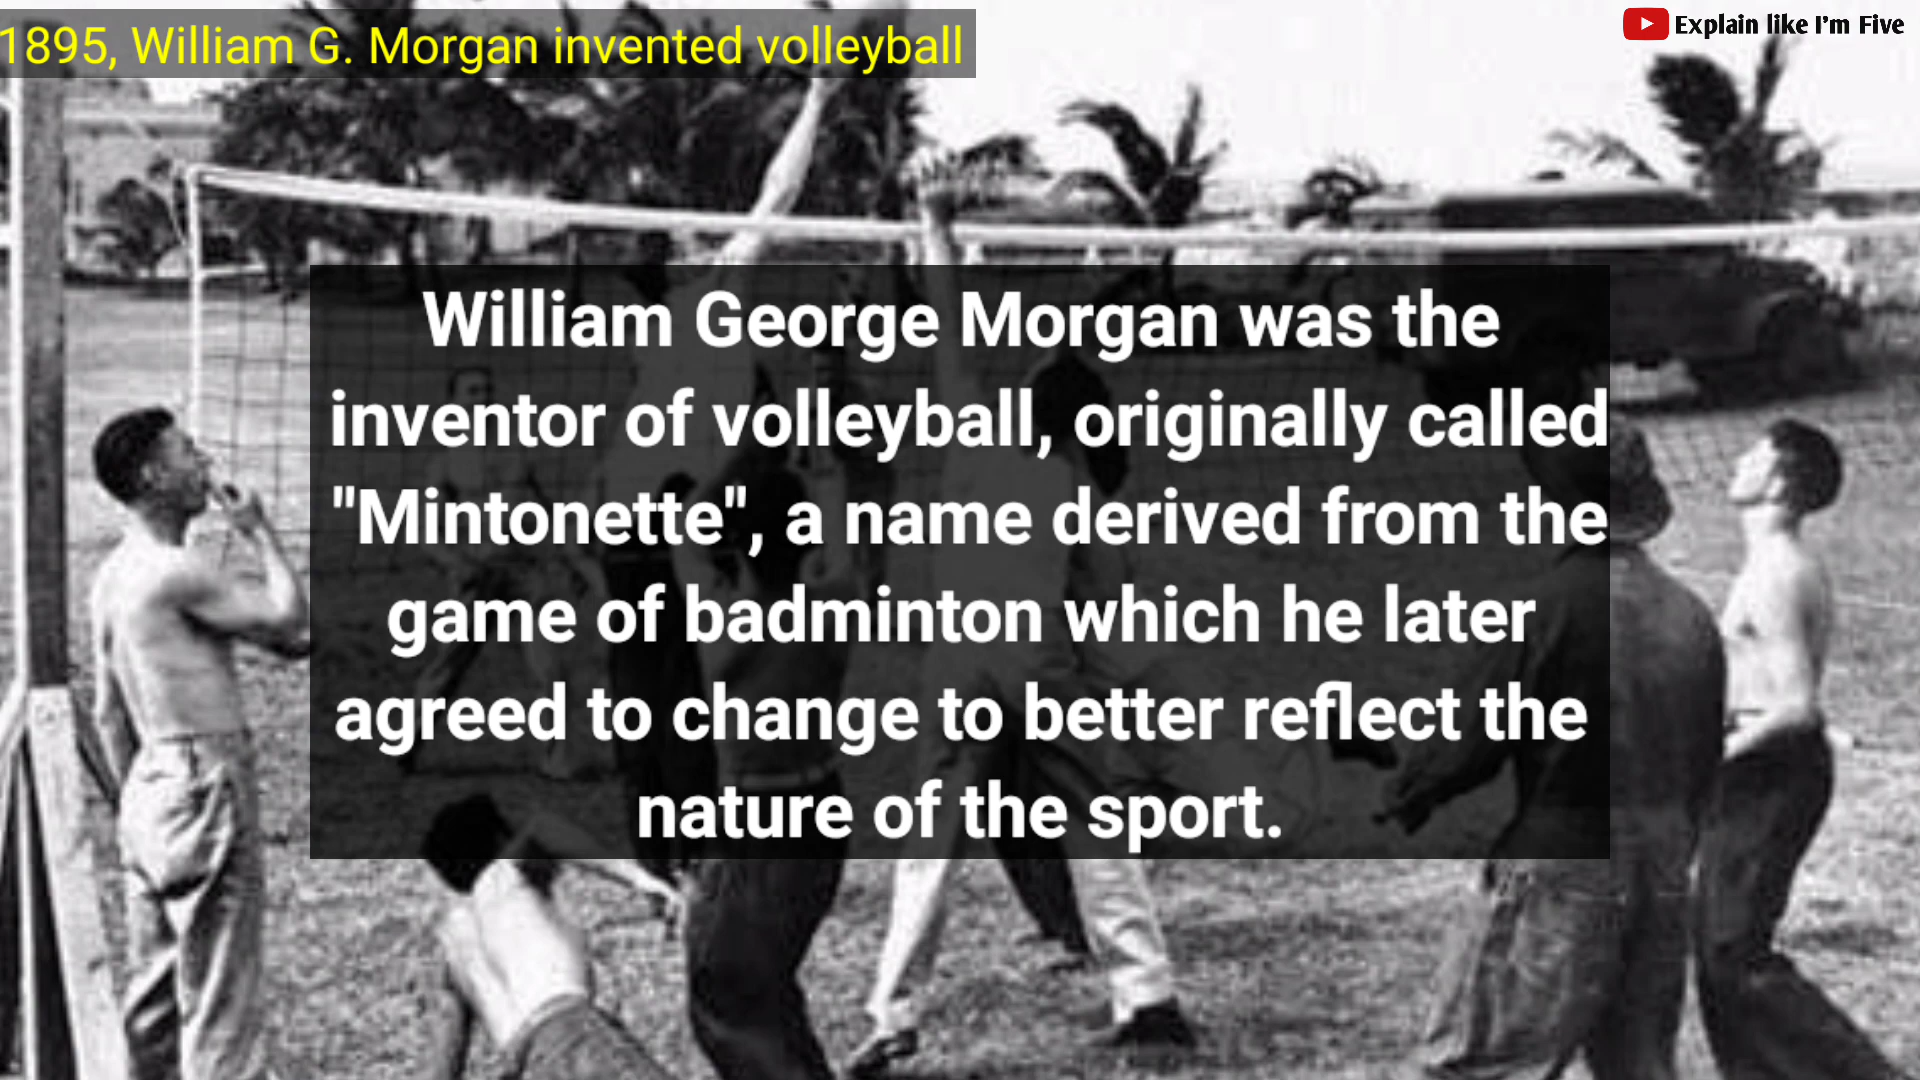 1895, William G. Morgan invented volleyball
Explain like I'm Five
William George Morgan was the
inventor of volleyball, originally called
"Mintonette", a name derived from the
game of badminton which he later
agreed to change to better reflect the
nature of the sport.